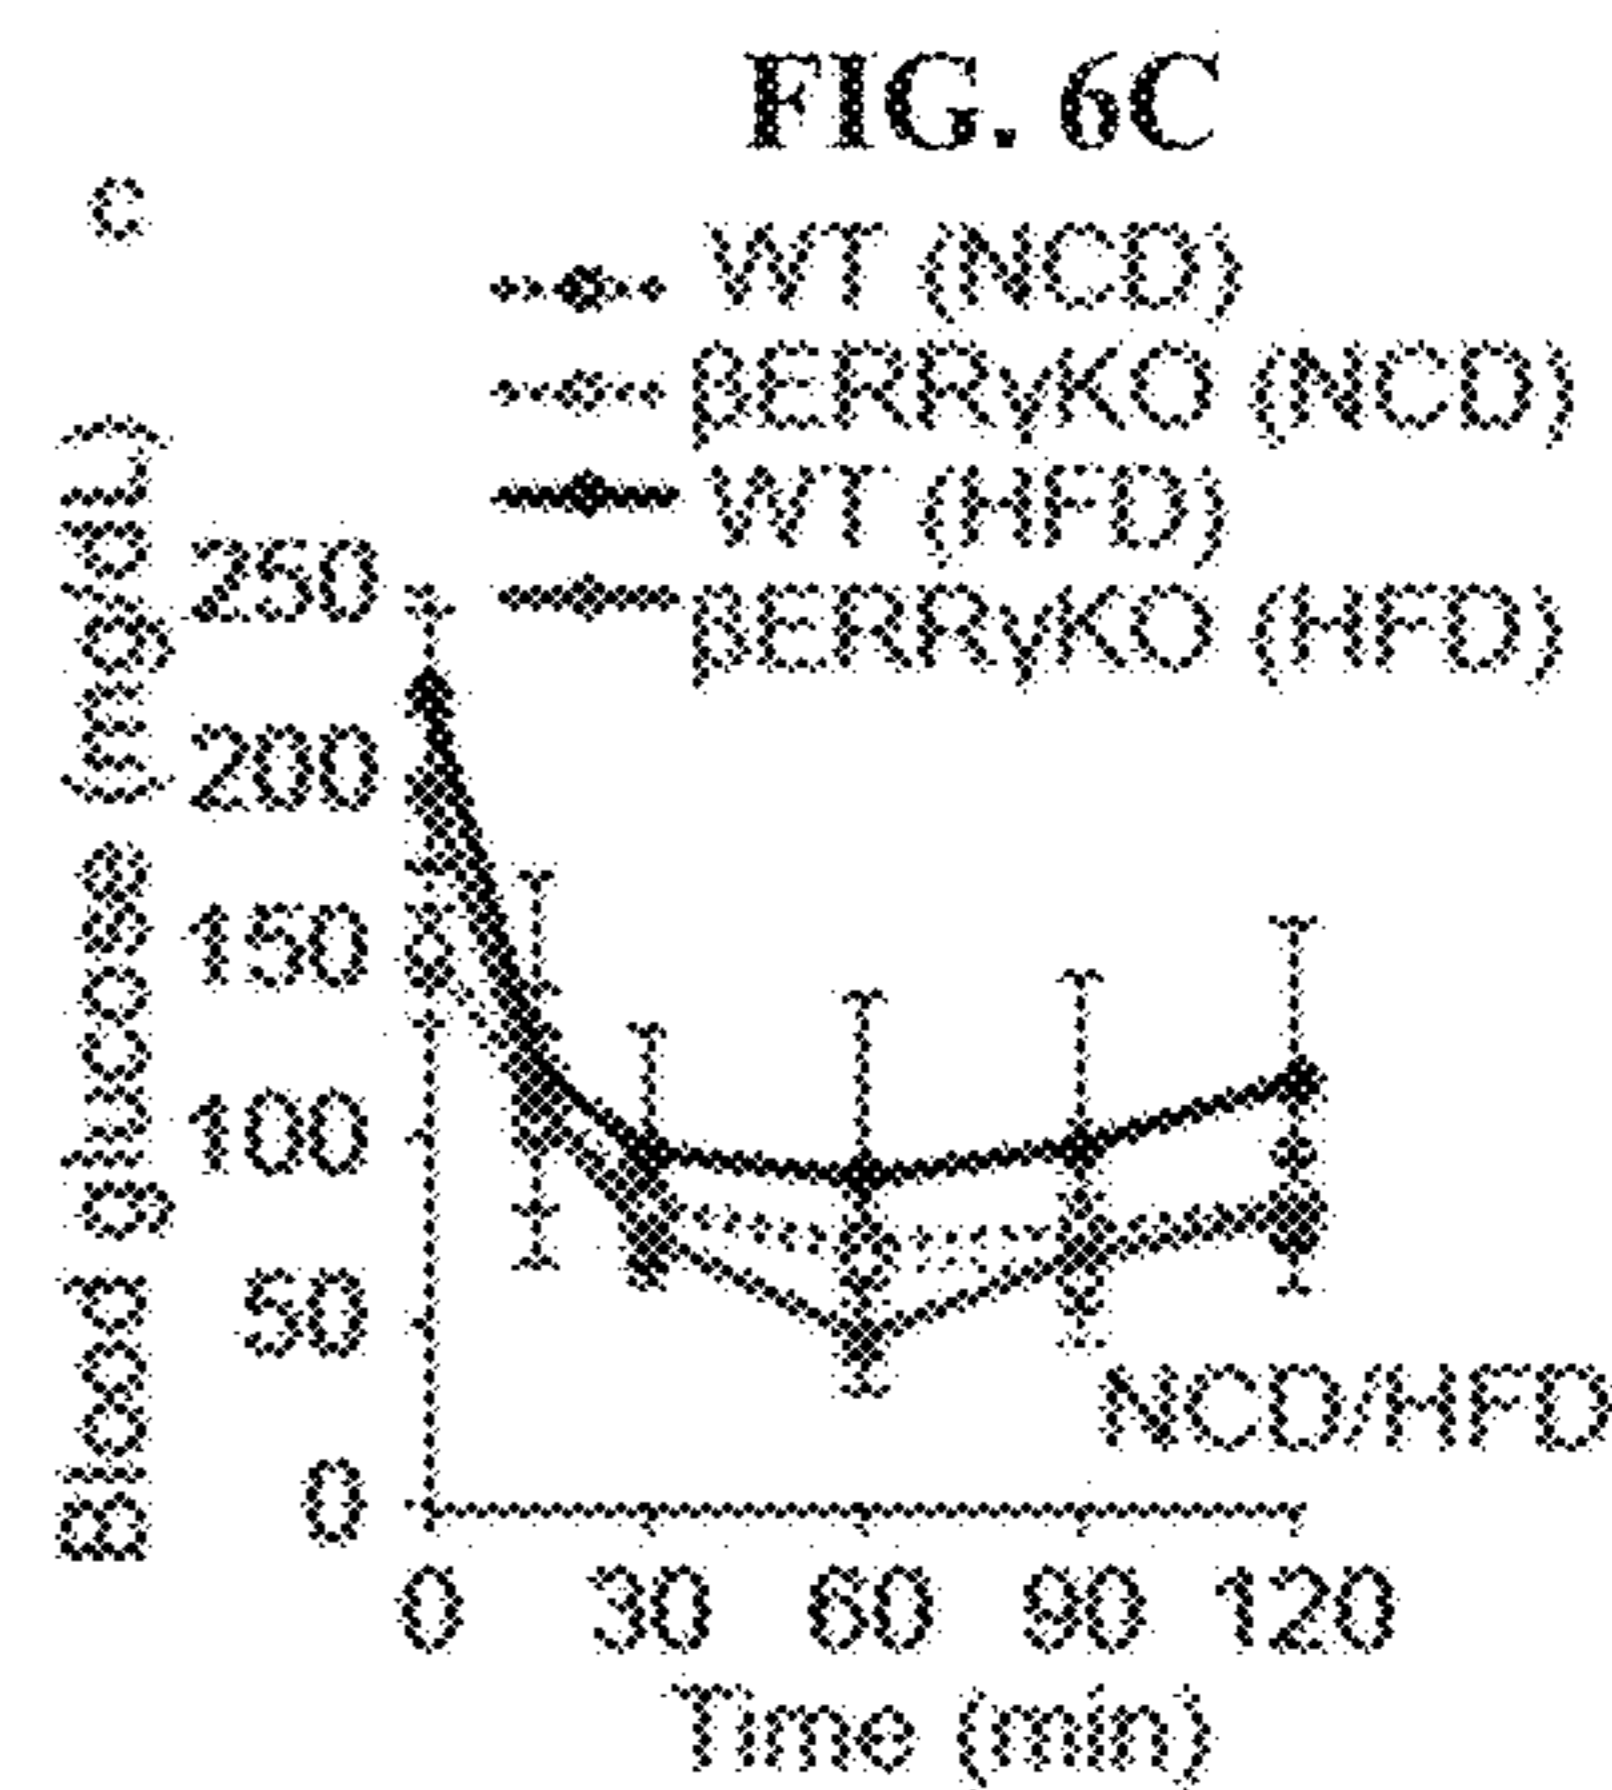 FIG. 6C
c
WT (NCD)
βERRγKO (NCD)
WT (HFD)
βERRγKO (HFD)
Blood glucose (mg/dL)
250
200
150
100
50
0
NCD/HFD
0 30 60 90 120
Time (min)